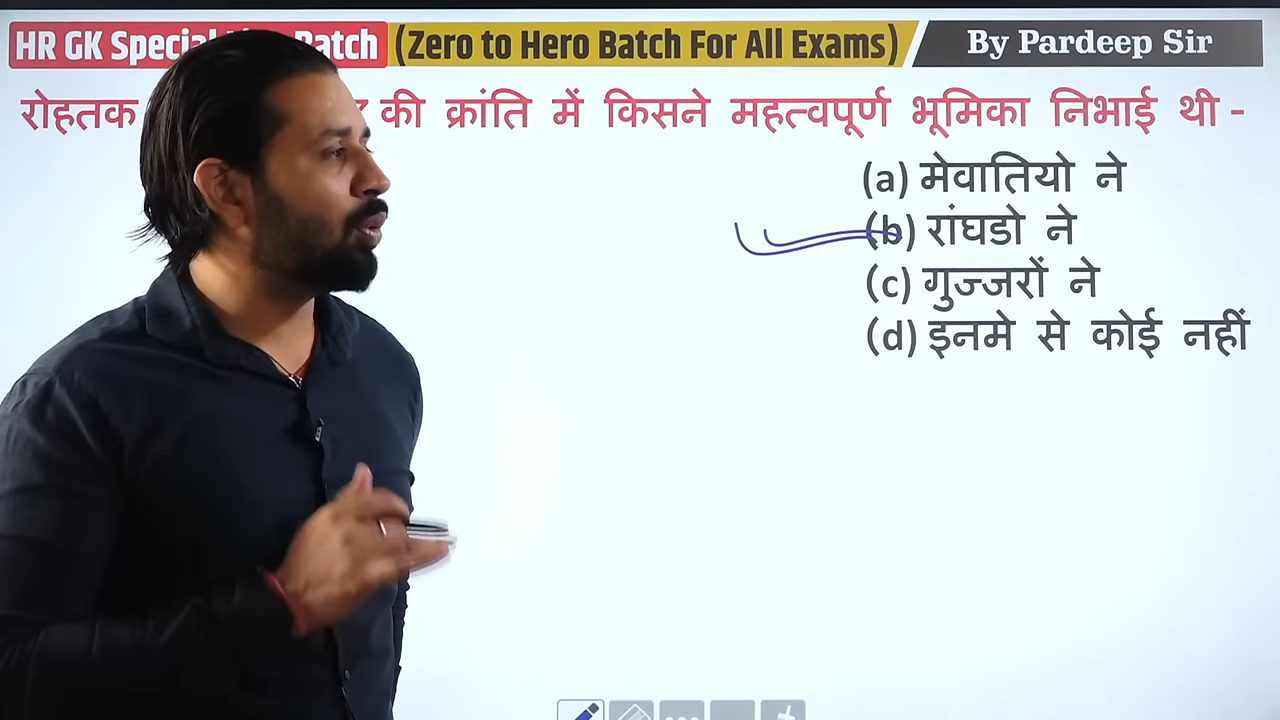 HR GK Special Batch (Zero to Hero Batch For All Exams) By Pardeep Sir
रोहतक की क्रांति में किसने महत्वपूर्ण भूमिका निभाई थी -
(a) मेवातियो ने
(b) रांघडो ने
(c) गुज्जरों ने
(d) इनमे से कोई नहीं